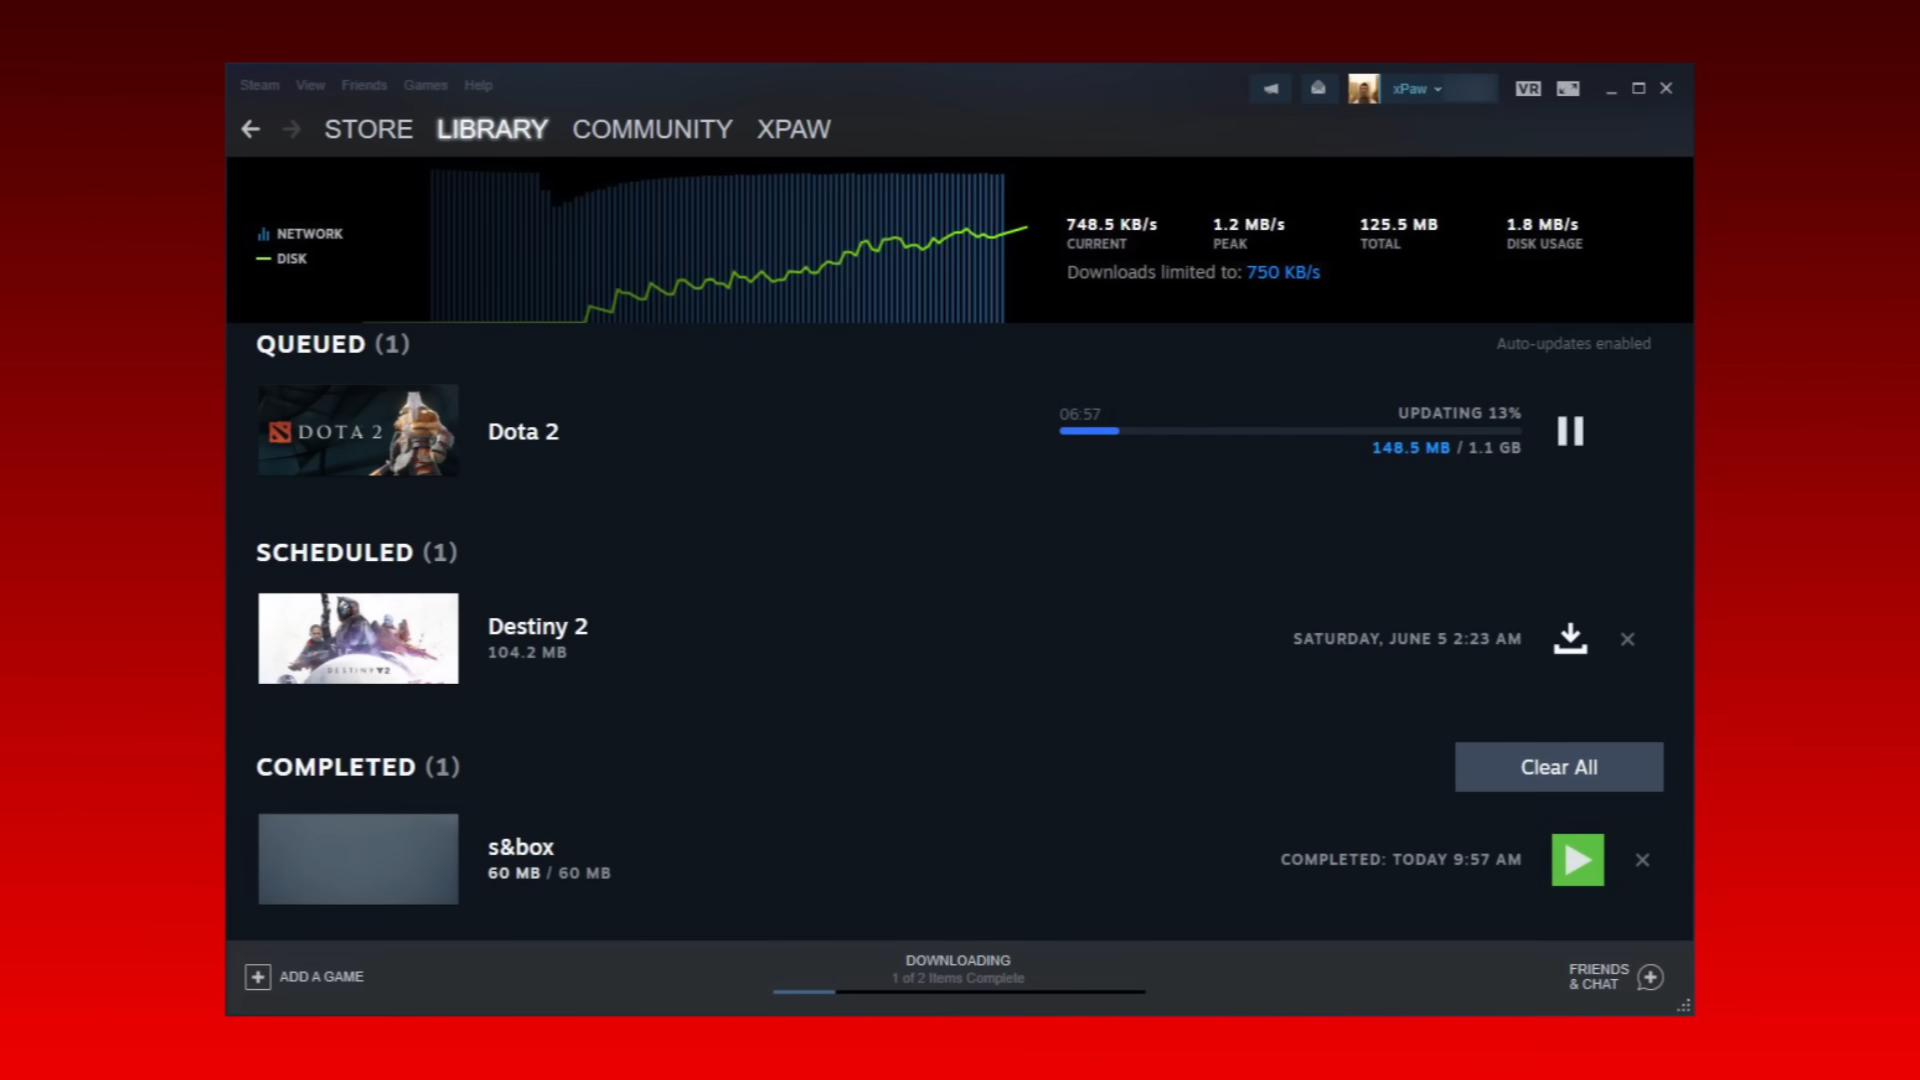 Steam View Friends Games Help
xPaw
VR
STORE LIBRARY COMMUNITY XPAW
NETWORK
DISK
748.5 KB/s 1.2 MB/s 125.5 MB 1.8 MB/s
CURRENT PEAK TOTAL DISK USAGE
Downloads limited to: 750 KB/s
QUEUED (1)
Auto-updates enabled
DOTA 2
Dota 2
06:57 UPDATING 13%
148.5 MB / 1.1 GB
SCHEDULED (1)
DESTINY 2
Destiny 2
104.2 MB
SATURDAY, JUNE 5 2:23 AM
COMPLETED (1)
Clear All
s&box
60 MB / 60 MB
COMPLETED: TODAY 9:57 AM
ADD A GAME
DOWNLOADING
1 of 2 Items Complete
FRIENDS
& CHAT